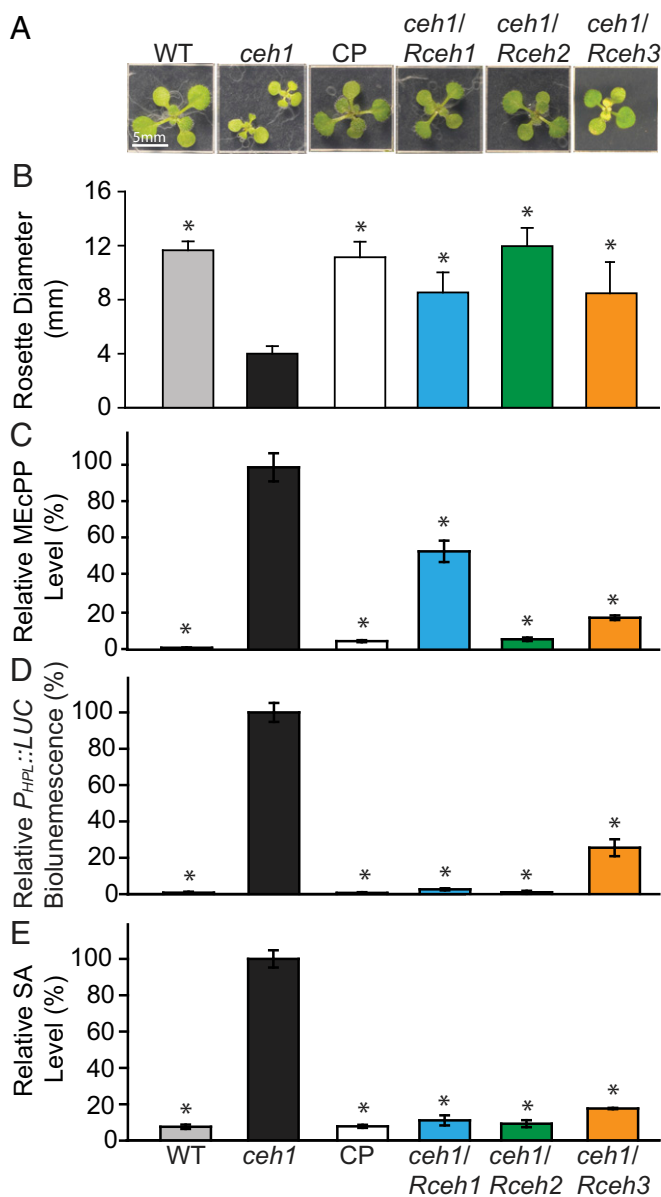 A
WT ceh1 CP ceh1/Rceh1 ceh1/Rceh2 ceh1/Rceh3
5mm
B
Rosette Diameter (mm)
16
12
8
4
0
* * * * *
C
Relative MEcPP Level (%)
100
80
60
40
20
0
* * * * *
D
Relative PHPL::LUC Biolunemescence (%)
100
80
60
40
20
0
* * * * *
E
Relative SA Level (%)
100
80
60
40
20
0
* * * * *
WT ceh1 CP ceh1/Rceh1 ceh1/Rceh2 ceh1/Rceh3